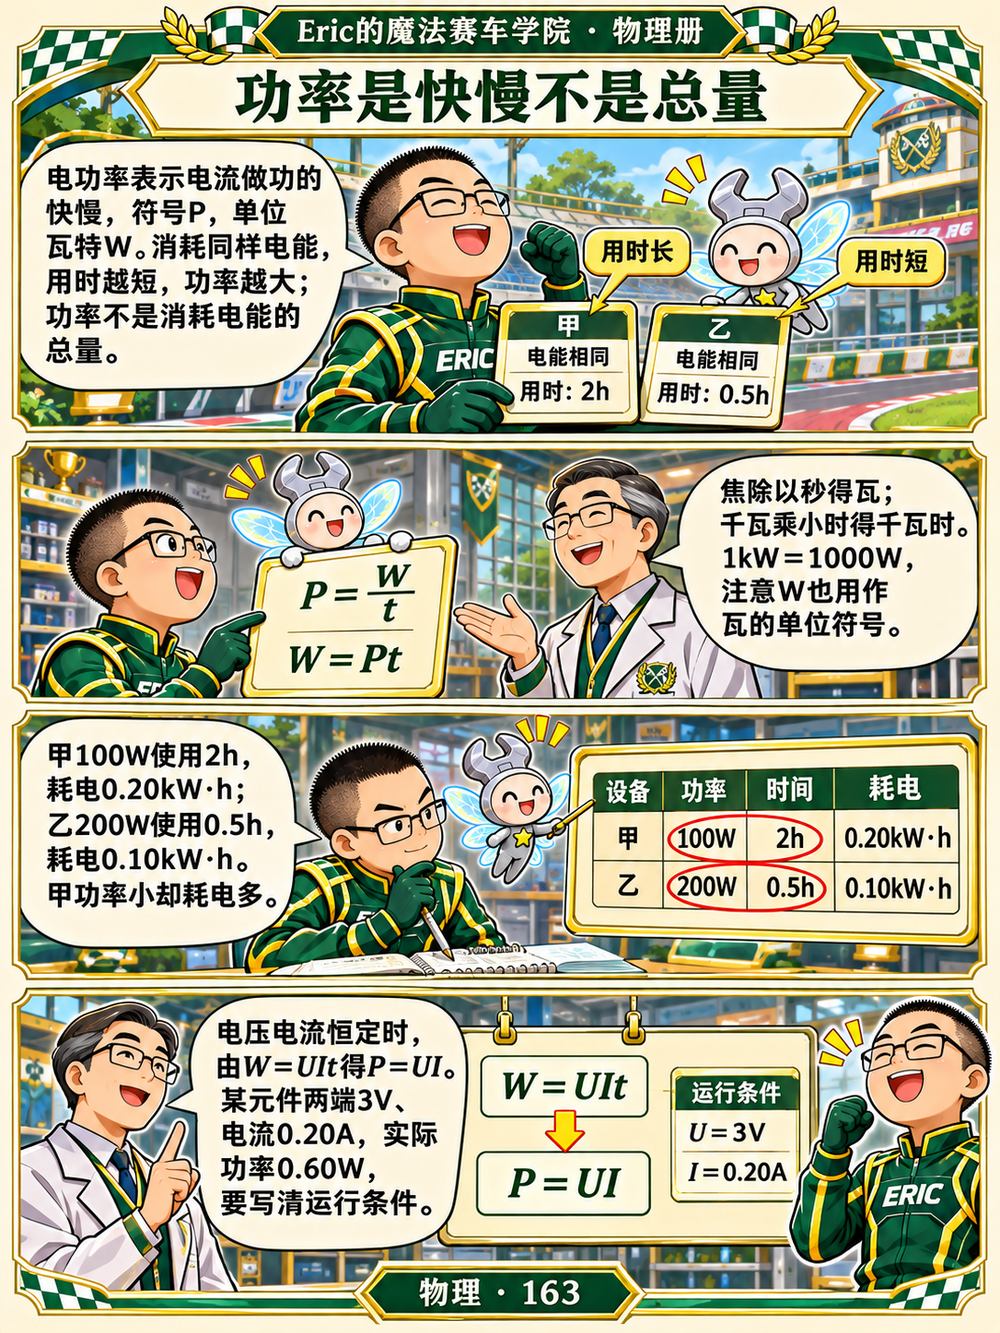 Eric的魔法赛车学院 · 物理册
功率是快慢不是总量
电功率表示电流做功的
快慢，符号P，单位
瓦特W。消耗同样电能，
用时越短，功率越大；
功率不是消耗电能的
总量。
用时长
用时短
ERIC
甲
电能相同
用时：2h
乙
电能相同
用时：0.5h
P = W/t
W = Pt
焦除以秒得瓦；
千瓦乘小时得千瓦时。
1kW＝1000W，
注意W也用作
瓦的单位符号。
甲100W使用2h，
耗电0.20kW·h；
乙200W使用0.5h，
耗电0.10kW·h。
甲功率小却耗电多。
设备 功率 时间 耗电
甲 100W 2h 0.20kW·h
乙 200W 0.5h 0.10kW·h
电压电流恒定时，
由W＝UIt得P＝UI。
某元件两端3V、
电流0.20A，实际
功率0.60W，
要写清运行条件。
W = UIt
P = UI
运行条件
U = 3V
I = 0.20A
ERIC
物理 · 163